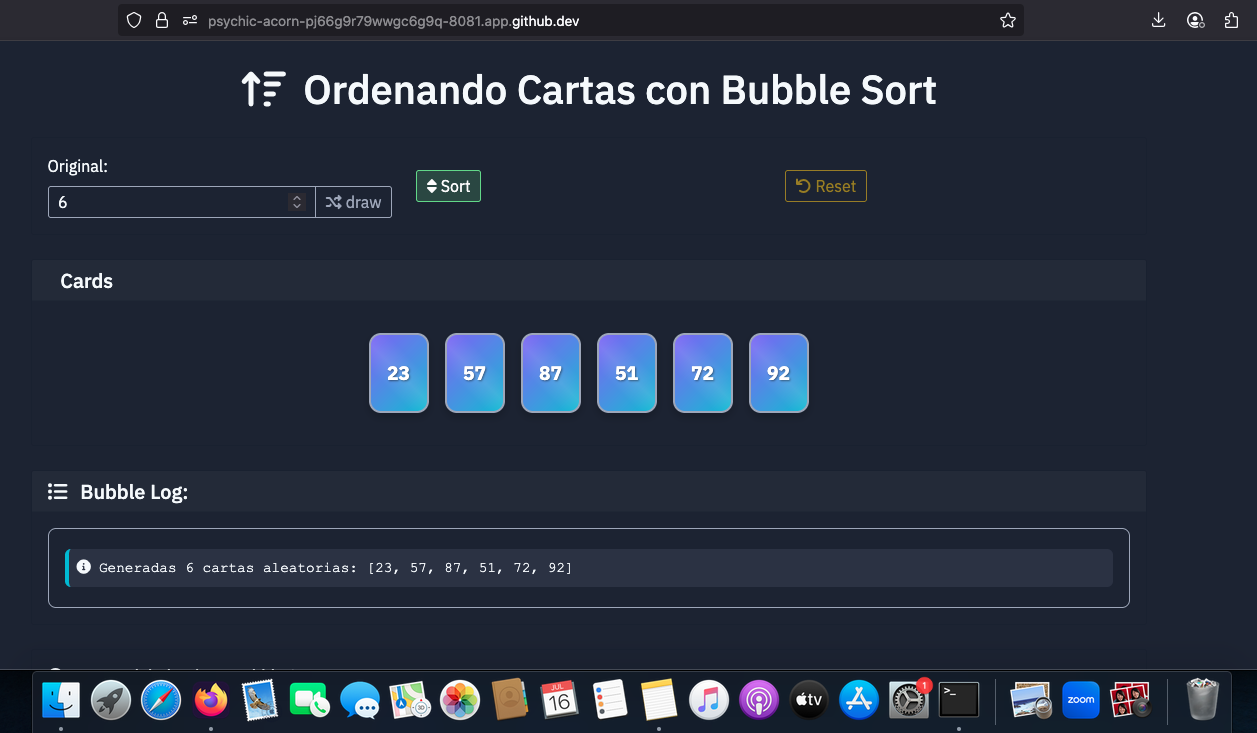 psychic-acorn-pj66g9r79wwgc6g9q-8081.app.github.dev
Ordenando Cartas con Bubble Sort
Original:
6
draw
Sort
Reset
Cards
23 57 87 51 72 92
Bubble Log:
Generadas 6 cartas aleatorias: [23, 57, 87, 51, 72, 92]
JUL
16
3D
tv
1
>_
zoom